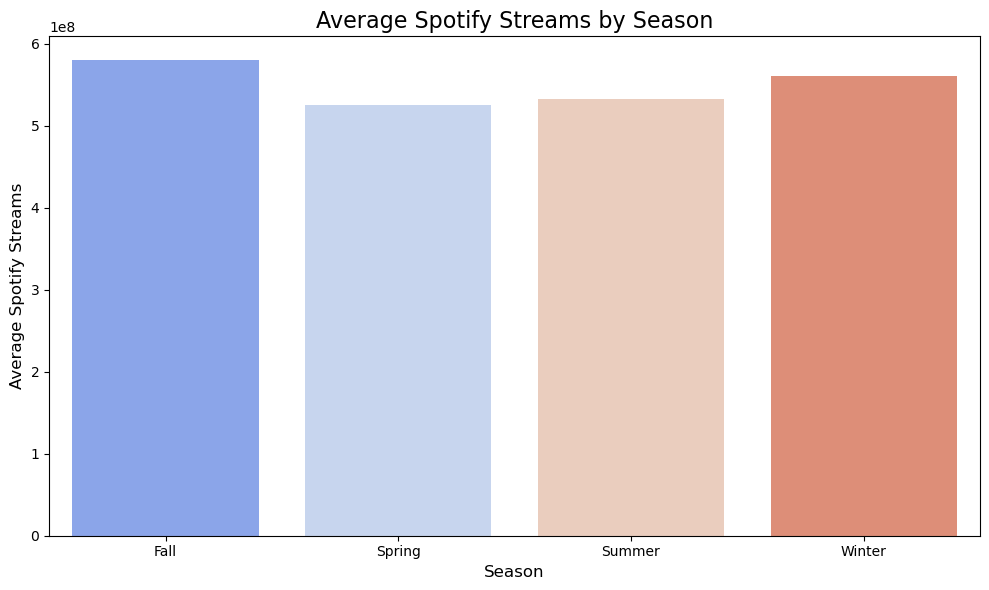 Average Spotify Streams by Season
1e8
6
5
4
3
2
1
0
Average Spotify Streams
Fall Spring Summer Winter
Season